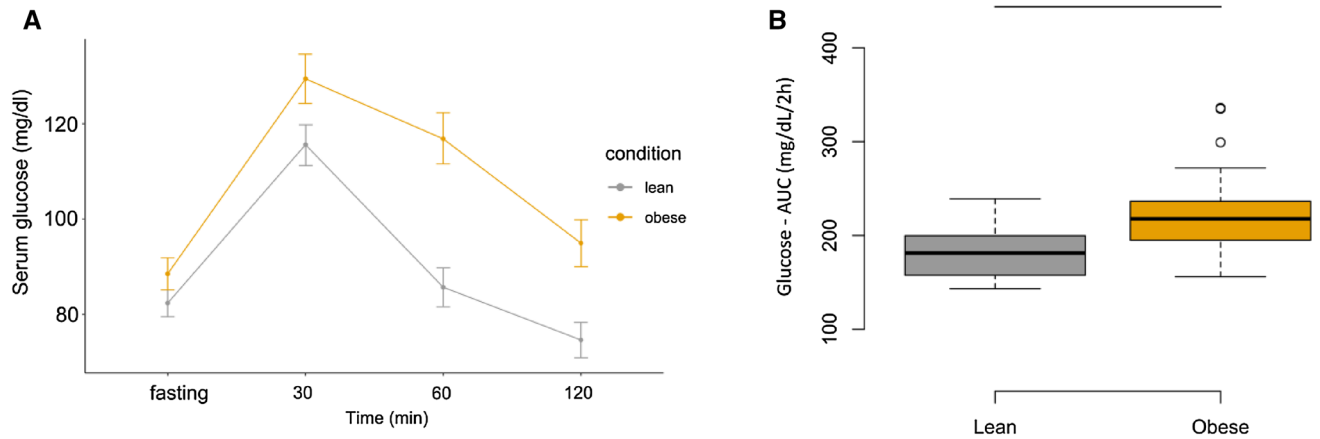 A
Serum glucose (mg/dl)
120
100
80
fasting
30
60
120
Time (min)
condition
lean
obese
B
Glucose - AUC (mg/dL/2h)
400
300
200
100
Lean
Obese